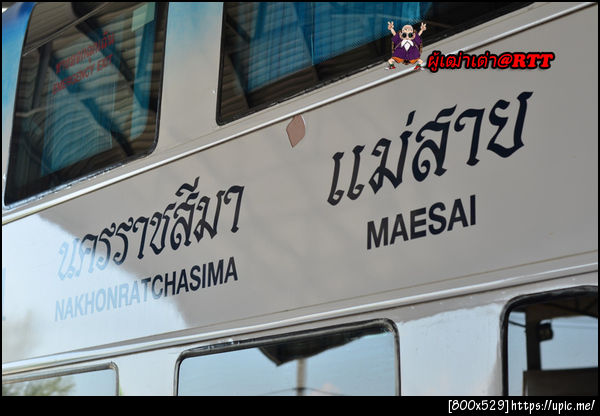 ผู้เฒ่าเต่า@RTT
แม่สาย
MAESAI
นครราชสีมา
NAKHONRATCHASIMA
[800x529]https://upic.me/